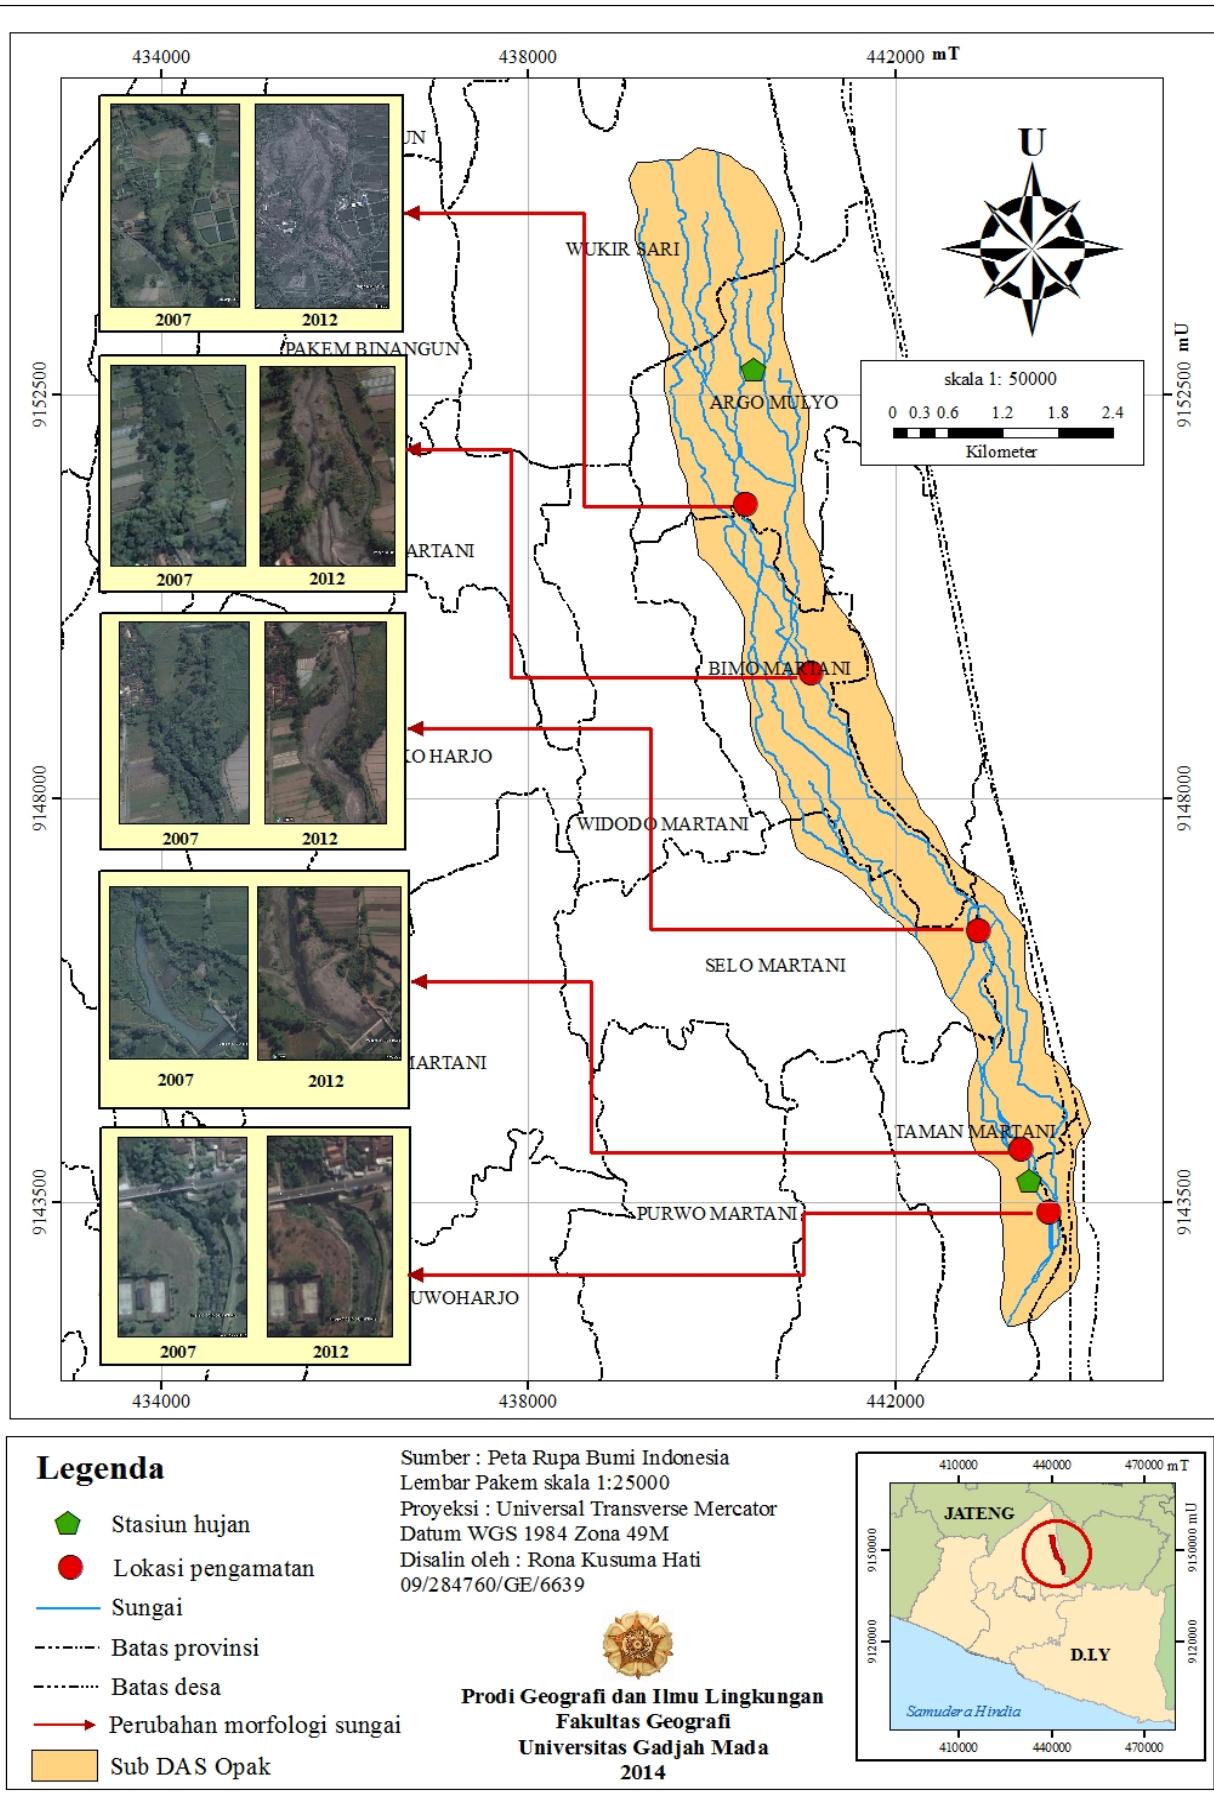 434000 438000 442000 mT
U
UN
WUKIR SARI
2007 2012
PAKEM BINANGUN
9152500 mU
9152500
skala 1: 50000
0 0.3 0.6 1.2 1.8 2.4
Kilometer
ARGO MULYO
ARTANI
2007 2012
BIMO MARTANI
KO HARJO
9148000
9148000
WIDODO MARTANI
2007 2012
SELO MARTANI
MARTANI
2007 2012
TAMAN MARTANI
9143500
9143500
PURWO MARTANI
UWOHARJO
2007 2012
434000 438000 442000
Legenda
Stasiun hujan
Lokasi pengamatan
Sungai
Batas provinsi
Batas desa
Perubahan morfologi sungai
Sub DAS Opak
Sumber : Peta Rupa Bumi Indonesia
Lembar Pakem skala 1:25000
Proyeksi : Universal Transverse Mercator
Datum WGS 1984 Zona 49M
Disalin oleh : Rona Kusuma Hati
09/284760/GE/6639
Prodi Geografi dan Ilmu Lingkungan
Fakultas Geografi
Universitas Gadjah Mada
2014
410000 440000 470000 mT
JATENG
9150000
9150000 mU
9120000
9120000
D.I.Y
Samudera Hindia
410000 440000 470000